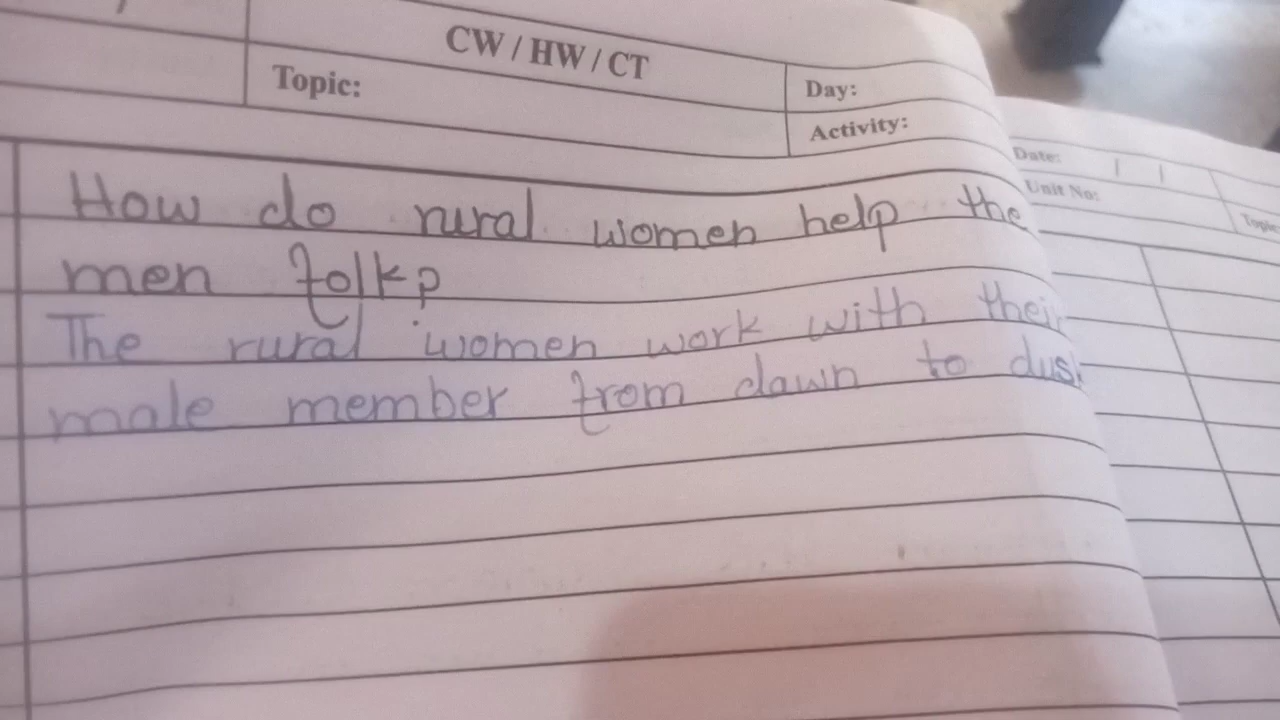 CW / HW / CT
Topic:
Day:
Activity:
How do rural women help the
men folk?
The rural women work with their
male member from dawn to dusk
Date: / /
Unit No:
Topic: